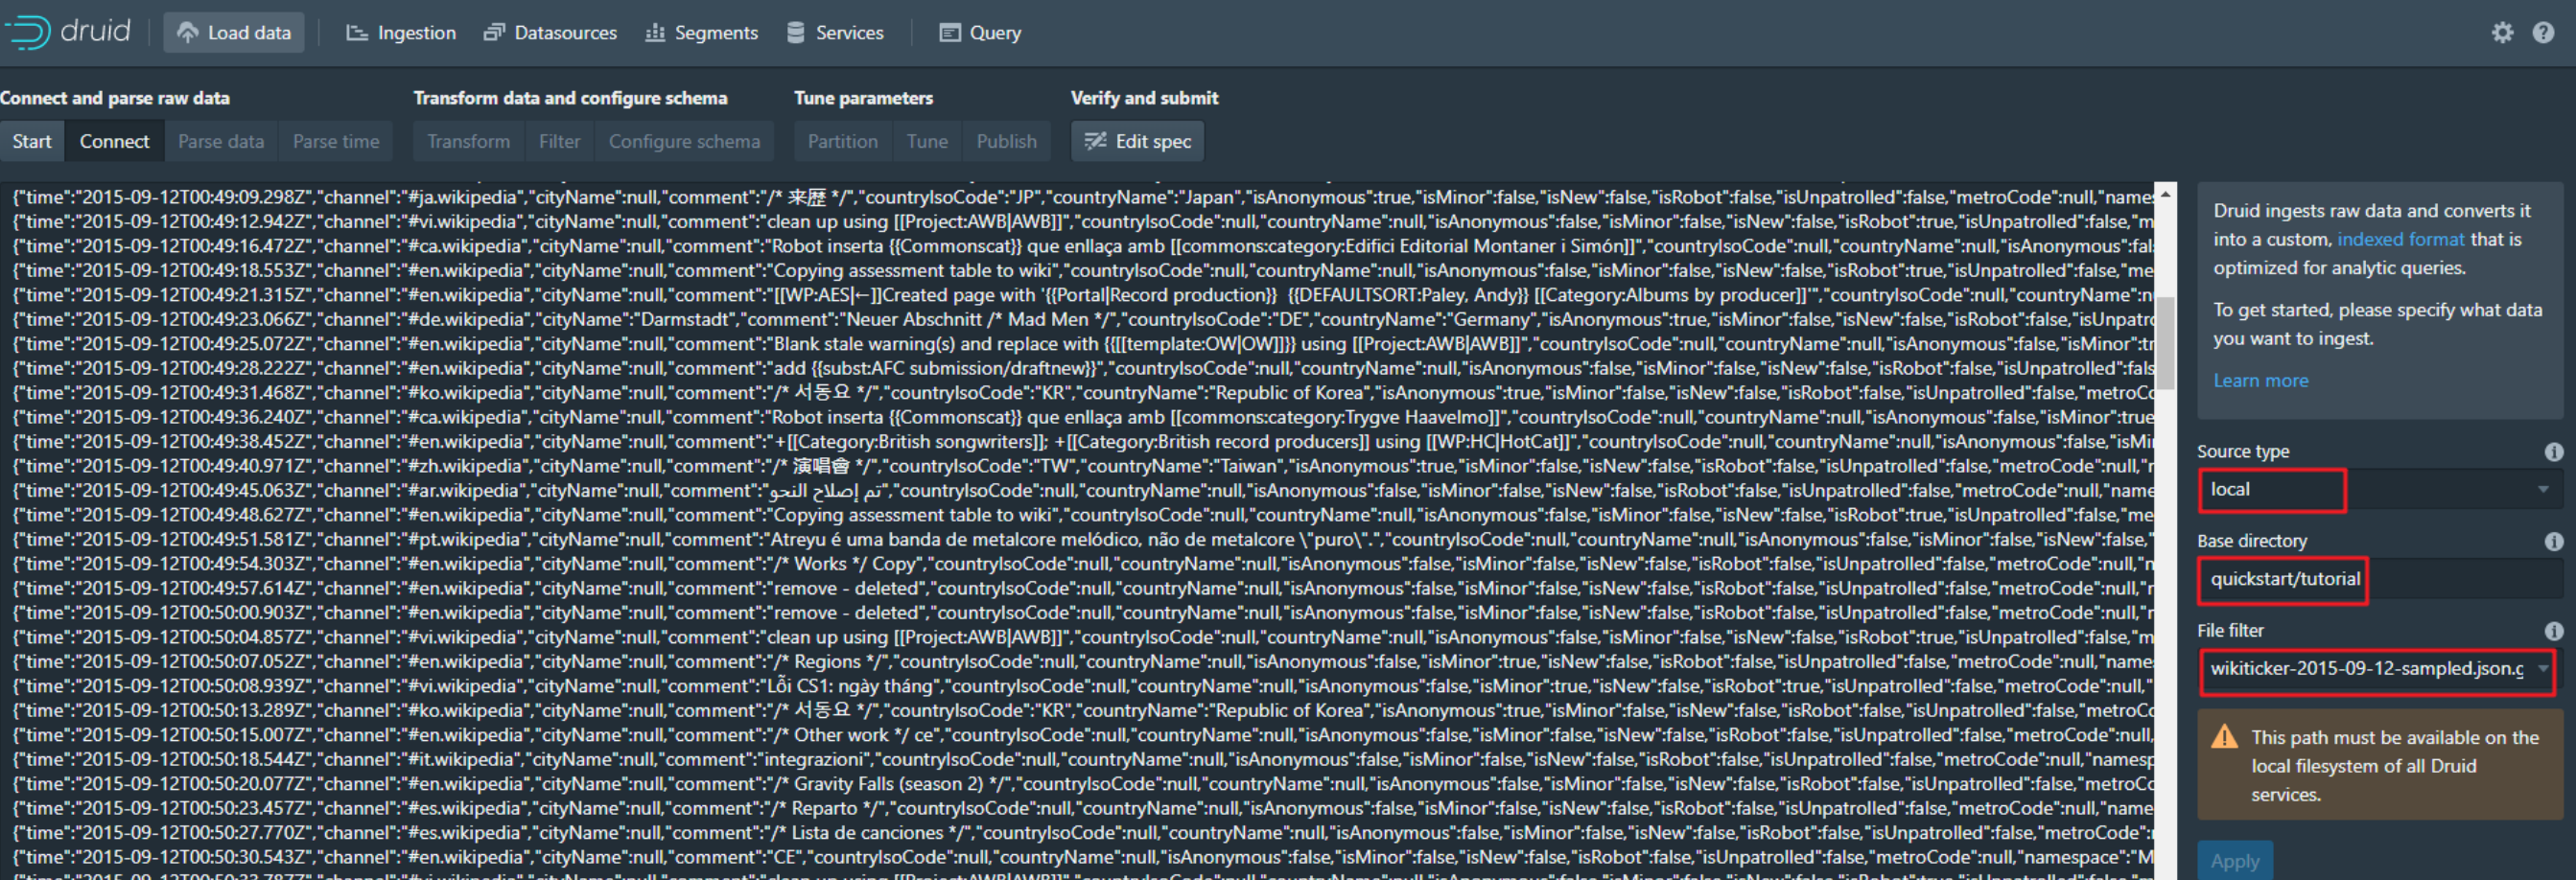 druid Load data Ingestion Datasources Segments Services Query
Connect and parse raw data Transform data and configure schema Tune parameters Verify and submit
Start Connect Parse data Parse time Transform Filter Configure schema Partition Tune Publish Edit spec
{"time":"2015-09-12T00:49:09.298Z","channel":"#ja.wikipedia","cityName":null,"comment":"/* 来歴 */","countryIsoCode":"JP","countryName":"Japan","isAnonymous":true,"isMinor":false,"isNew":false,"isRobot":false,"isUnpatrolled":false,"metroCode":null,"names
{"time":"2015-09-12T00:49:12.942Z","channel":"#vi.wikipedia","cityName":null,"comment":"clean up using [[Project:AWB|AWB]]","countryIsoCode":null,"countryName":null,"isAnonymous":false,"isMinor":false,"isNew":false,"isRobot":true,"isUnpatrolled":false,"m
{"time":"2015-09-12T00:49:16.472Z","channel":"#ca.wikipedia","cityName":null,"comment":"Robot inserta {{Commonscat}} que enllaça amb [[commons:category:Edifici Editorial Montaner i Simón]]","countryIsoCode":null,"countryName":null,"isAnonymous":fal
{"time":"2015-09-12T00:49:18.553Z","channel":"#en.wikipedia","cityName":null,"comment":"Copying assessment table to wiki","countryIsoCode":null,"countryName":null,"isAnonymous":false,"isMinor":false,"isNew":false,"isRobot":true,"isUnpatrolled":false,"me
{"time":"2015-09-12T00:49:21.315Z","channel":"#en.wikipedia","cityName":null,"comment":"[[WP:AES|←]]Created page with '{{Portal|Record production}}  {{DEFAULTSORT:Paley, Andy}} [[Category:Albums by producer]]'","countryIsoCode":null,"countryName":n
{"time":"2015-09-12T00:49:23.066Z","channel":"#de.wikipedia","cityName":"Darmstadt","comment":"Neuer Abschnitt /* Mad Men */","countryIsoCode":"DE","countryName":"Germany","isAnonymous":true,"isMinor":false,"isNew":false,"isRobot":false,"isUnpatro
{"time":"2015-09-12T00:49:25.072Z","channel":"#en.wikipedia","cityName":null,"comment":"Blank stale warning(s) and replace with {{[[template:OW|OW]]}} using [[Project:AWB|AWB]]","countryIsoCode":null,"countryName":null,"isAnonymous":false,"isMinor":tr
{"time":"2015-09-12T00:49:28.222Z","channel":"#en.wikipedia","cityName":null,"comment":"add {{subst:AFC submission/draftnew}}","countryIsoCode":null,"countryName":null,"isAnonymous":false,"isMinor":false,"isNew":false,"isRobot":false,"isUnpatrolled":fals
{"time":"2015-09-12T00:49:31.468Z","channel":"#ko.wikipedia","cityName":null,"comment":"/* 서동요 */","countryIsoCode":"KR","countryName":"Republic of Korea","isAnonymous":true,"isMinor":false,"isNew":false,"isRobot":false,"isUnpatrolled":false,"metroC
{"time":"2015-09-12T00:49:36.240Z","channel":"#ca.wikipedia","cityName":null,"comment":"Robot inserta {{Commonscat}} que enllaça amb [[commons:category:Trygve Haavelmo]]","countryIsoCode":null,"countryName":null,"isAnonymous":false,"isMinor":true
{"time":"2015-09-12T00:49:38.452Z","channel":"#en.wikipedia","cityName":null,"comment":"+[[Category:British songwriters]]; +[[Category:British record producers]] using [[WP:HC|HotCat]]","countryIsoCode":null,"countryName":null,"isAnonymous":false,"isMi
{"time":"2015-09-12T00:49:40.971Z","channel":"#zh.wikipedia","cityName":null,"comment":"/* 演唱會 */","countryIsoCode":"TW","countryName":"Taiwan","isAnonymous":true,"isMinor":false,"isNew":false,"isRobot":false,"isUnpatrolled":false,"metroCode":null,"r
{"time":"2015-09-12T00:49:45.063Z","channel":"#ar.wikipedia","cityName":null,"comment":"تم إصلاح النحو","countryIsoCode":null,"countryName":null,"isAnonymous":false,"isMinor":false,"isNew":false,"isRobot":false,"isUnpatrolled":false,"metroCode":null,"name
{"time":"2015-09-12T00:49:48.627Z","channel":"#en.wikipedia","cityName":null,"comment":"Copying assessment table to wiki","countryIsoCode":null,"countryName":null,"isAnonymous":false,"isMinor":false,"isNew":false,"isRobot":true,"isUnpatrolled":false,"me
{"time":"2015-09-12T00:49:51.581Z","channel":"#pt.wikipedia","cityName":null,"comment":"Atreyu é uma banda de metalcore melódico, não de metalcore \"puro\".","countryIsoCode":null,"countryName":null,"isAnonymous":false,"isMinor":false,"isNew":false,"
{"time":"2015-09-12T00:49:54.303Z","channel":"#en.wikipedia","cityName":null,"comment":"/* Works */ Copy","countryIsoCode":null,"countryName":null,"isAnonymous":false,"isMinor":false,"isNew":false,"isRobot":false,"isUnpatrolled":false,"metroCode":null,"n
{"time":"2015-09-12T00:49:57.614Z","channel":"#en.wikipedia","cityName":null,"comment":"remove - deleted","countryIsoCode":null,"countryName":null,"isAnonymous":false,"isMinor":false,"isNew":false,"isRobot":false,"isUnpatrolled":false,"metroCode":null,"r
{"time":"2015-09-12T00:50:00.903Z","channel":"#en.wikipedia","cityName":null,"comment":"remove - deleted","countryIsoCode":null,"countryName":null,"isAnonymous":false,"isMinor":false,"isNew":false,"isRobot":false,"isUnpatrolled":false,"metroCode":null,"r
{"time":"2015-09-12T00:50:04.857Z","channel":"#vi.wikipedia","cityName":null,"comment":"clean up using [[Project:AWB|AWB]]","countryIsoCode":null,"countryName":null,"isAnonymous":false,"isMinor":false,"isNew":false,"isRobot":true,"isUnpatrolled":false,"m
{"time":"2015-09-12T00:50:07.052Z","channel":"#en.wikipedia","cityName":null,"comment":"/* Regions */","countryIsoCode":null,"countryName":null,"isAnonymous":false,"isMinor":true,"isNew":false,"isRobot":false,"isUnpatrolled":false,"metroCode":null,"name
{"time":"2015-09-12T00:50:08.939Z","channel":"#vi.wikipedia","cityName":null,"comment":"Lỗi CS1: ngày tháng","countryIsoCode":null,"countryName":null,"isAnonymous":false,"isMinor":true,"isNew":false,"isRobot":true,"isUnpatrolled":false,"metroCode":null,"
{"time":"2015-09-12T00:50:13.289Z","channel":"#ko.wikipedia","cityName":null,"comment":"/* 서동요 */","countryIsoCode":"KR","countryName":"Republic of Korea","isAnonymous":true,"isMinor":false,"isNew":false,"isRobot":false,"isUnpatrolled":false,"metroC
{"time":"2015-09-12T00:50:15.007Z","channel":"#en.wikipedia","cityName":null,"comment":"/* Other work */ ce","countryIsoCode":null,"countryName":null,"isAnonymous":false,"isMinor":false,"isNew":false,"isRobot":false,"isUnpatrolled":false,"metroCode":null,
{"time":"2015-09-12T00:50:18.544Z","channel":"#it.wikipedia","cityName":null,"comment":"integrazioni","countryIsoCode":null,"countryName":null,"isAnonymous":false,"isMinor":false,"isNew":false,"isRobot":false,"isUnpatrolled":false,"metroCode":null,"namesp
{"time":"2015-09-12T00:50:20.077Z","channel":"#en.wikipedia","cityName":null,"comment":"/* Gravity Falls (season 2) */","countryIsoCode":null,"countryName":null,"isAnonymous":false,"isMinor":false,"isNew":false,"isRobot":false,"isUnpatrolled":false,"metroC
{"time":"2015-09-12T00:50:23.457Z","channel":"#es.wikipedia","cityName":null,"comment":"/* Reparto */","countryIsoCode":null,"countryName":null,"isAnonymous":false,"isMinor":false,"isNew":false,"isRobot":false,"isUnpatrolled":false,"metroCode":null,"name
{"time":"2015-09-12T00:50:27.770Z","channel":"#es.wikipedia","cityName":null,"comment":"/* Lista de canciones */","countryIsoCode":null,"countryName":null,"isAnonymous":false,"isMinor":false,"isNew":false,"isRobot":false,"isUnpatrolled":false,"metroCode":
{"time":"2015-09-12T00:50:30.543Z","channel":"#en.wikipedia","cityName":null,"comment":"CE","countryIsoCode":null,"countryName":null,"isAnonymous":false,"isMinor":false,"isNew":false,"isRobot":false,"isUnpatrolled":false,"metroCode":null,"namespace":"M
Druid ingests raw data and converts it
into a custom, indexed format that is
optimized for analytic queries.
To get started, please specify what data
you want to ingest.
Learn more
Source type
local
Base directory
quickstart/tutorial
File filter
wikiticker-2015-09-12-sampled.json.g
This path must be available on the
local filesystem of all Druid
services.
Apply